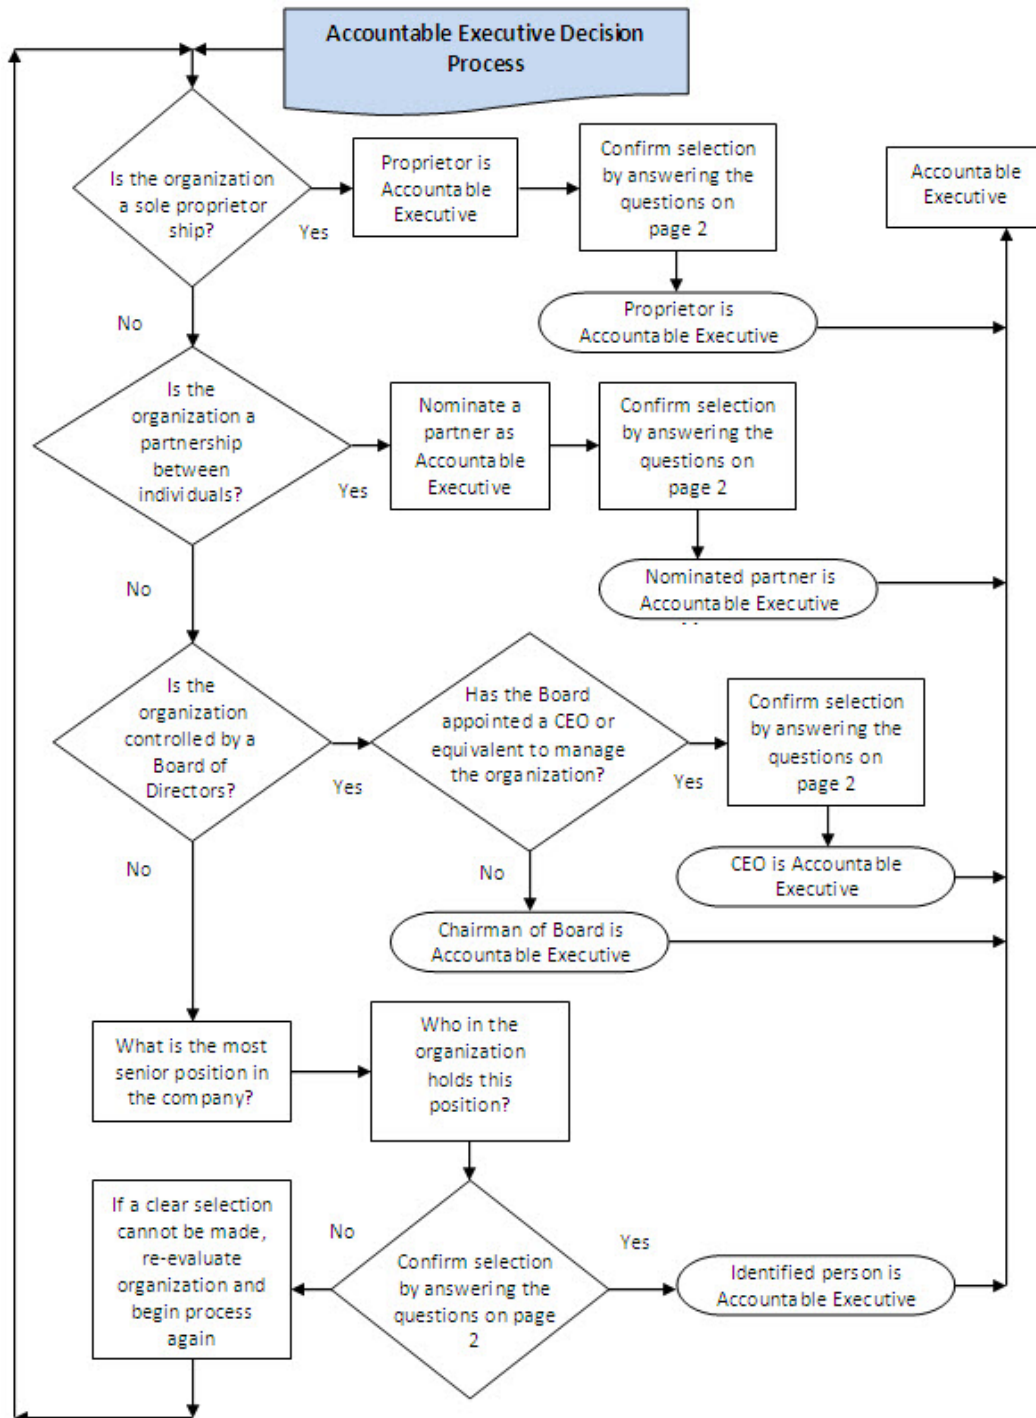 Accountable Executive Decision
Process
Is the organization
a sole proprietor
ship?
Yes
Proprietor is
Accountable
Executive
Confirm selection
by answering the
questions on
page 2
Accountable
Executive
Proprietor is
Accountable Executive
No
Is the
organization a
partnership
between
individuals?
Yes
Nominate a
partner as
Accountable
Executive
Confirm selection
by answering the
questions on
page 2
Nominated partner is
Accountable Executive
No
Is the
organization
controlled by a
Board of
Directors?
Yes
Has the Board
appointed a CEO or
equivalent to manage
the organization?
Yes
Confirm selection
by answering the
questions on
page 2
CEO is Accountable
Executive
No
Chairman of Board is
Accountable Executive
No
What is the most
senior position in
the company?
Who in the
organization
holds this
position?
Confirm selection
by answering the
questions on page
2
No
If a clear selection
cannot be made,
re-evaluate
organization and
begin process
again
Yes
Identified person is
Accountable Executive